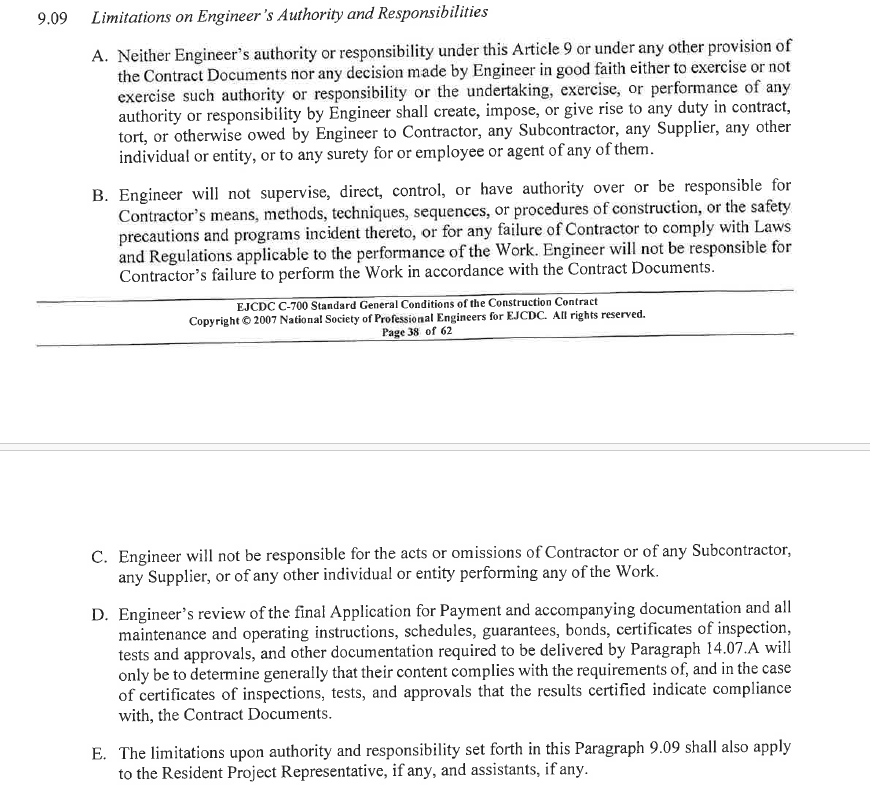 9.09 Limitations on Engineer's Authority and Responsibilities
A. Neither Engineer's authority or responsibility under this Article 9 or under any other provision of
the Contract Documents nor any decision made by Engineer in good faith either to exercise or not
exercise such authority or responsibility or the undertaking, exercise, or performance of any
authority or responsibility by Engineer shall create, impose, or give rise to any duty in contract,
tort, or otherwise owed by Engineer to Contractor, any Subcontractor, any Supplier, any other
individual or entity, or to any surety for or employee or agent of any of them.
B. Engineer will not supervise, direct, control, or have authority over or be responsible for
Contractor's means, methods, techniques, sequences, or procedures of construction, or the safety
precautions and programs incident thereto, or for any failure of Contractor to comply with Laws
and Regulations applicable to the performance of the Work. Engineer will not be responsible for
Contractor's failure to perform the Work in accordance with the Contract Documents.
EJCDC C-700 Standard General Conditions of the Construction Contract
Copyright © 2007 National Society of Professional Engineers for EJCDC. All rights reserved.
Page 38 of 62
C. Engineer will not be responsible for the acts or omissions of Contractor or of any Subcontractor,
any Supplier, or of any other individual or entity performing any of the Work.
D. Engineer's review of the final Application for Payment and accompanying documentation and all
maintenance and operating instructions, schedules, guarantees, bonds, certificates of inspection,
tests and approvals, and other documentation required to be delivered by Paragraph 14.07.A will
only be to determine generally that their content complies with the requirements of, and in the case
of certificates of inspections, tests, and approvals that the results certified indicate compliance
with, the Contract Documents.
E. The limitations upon authority and responsibility set forth in this Paragraph 9.09 shall also apply
to the Resident Project Representative, if any, and assistants, if any.